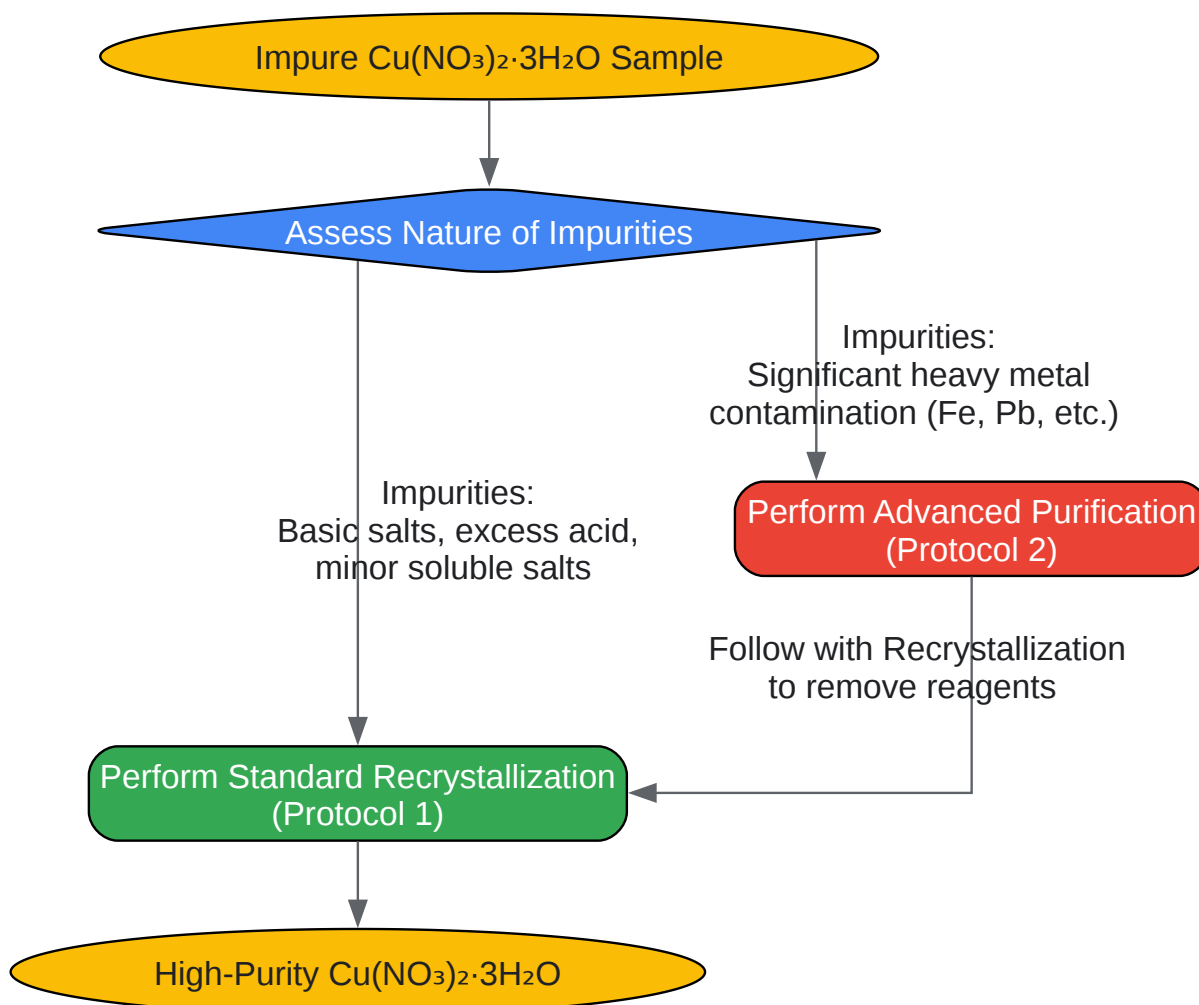 Impure Cu(NO₃)₂·3H₂O Sample
Assess Nature of Impurities
Impurities:
Significant heavy metal
contamination (Fe, Pb, etc.)
Impurities:
Basic salts, excess acid,
minor soluble salts
Perform Advanced Purification
(Protocol 2)
Follow with Recrystallization
to remove reagents
Perform Standard Recrystallization
(Protocol 1)
High-Purity Cu(NO₃)₂·3H₂O